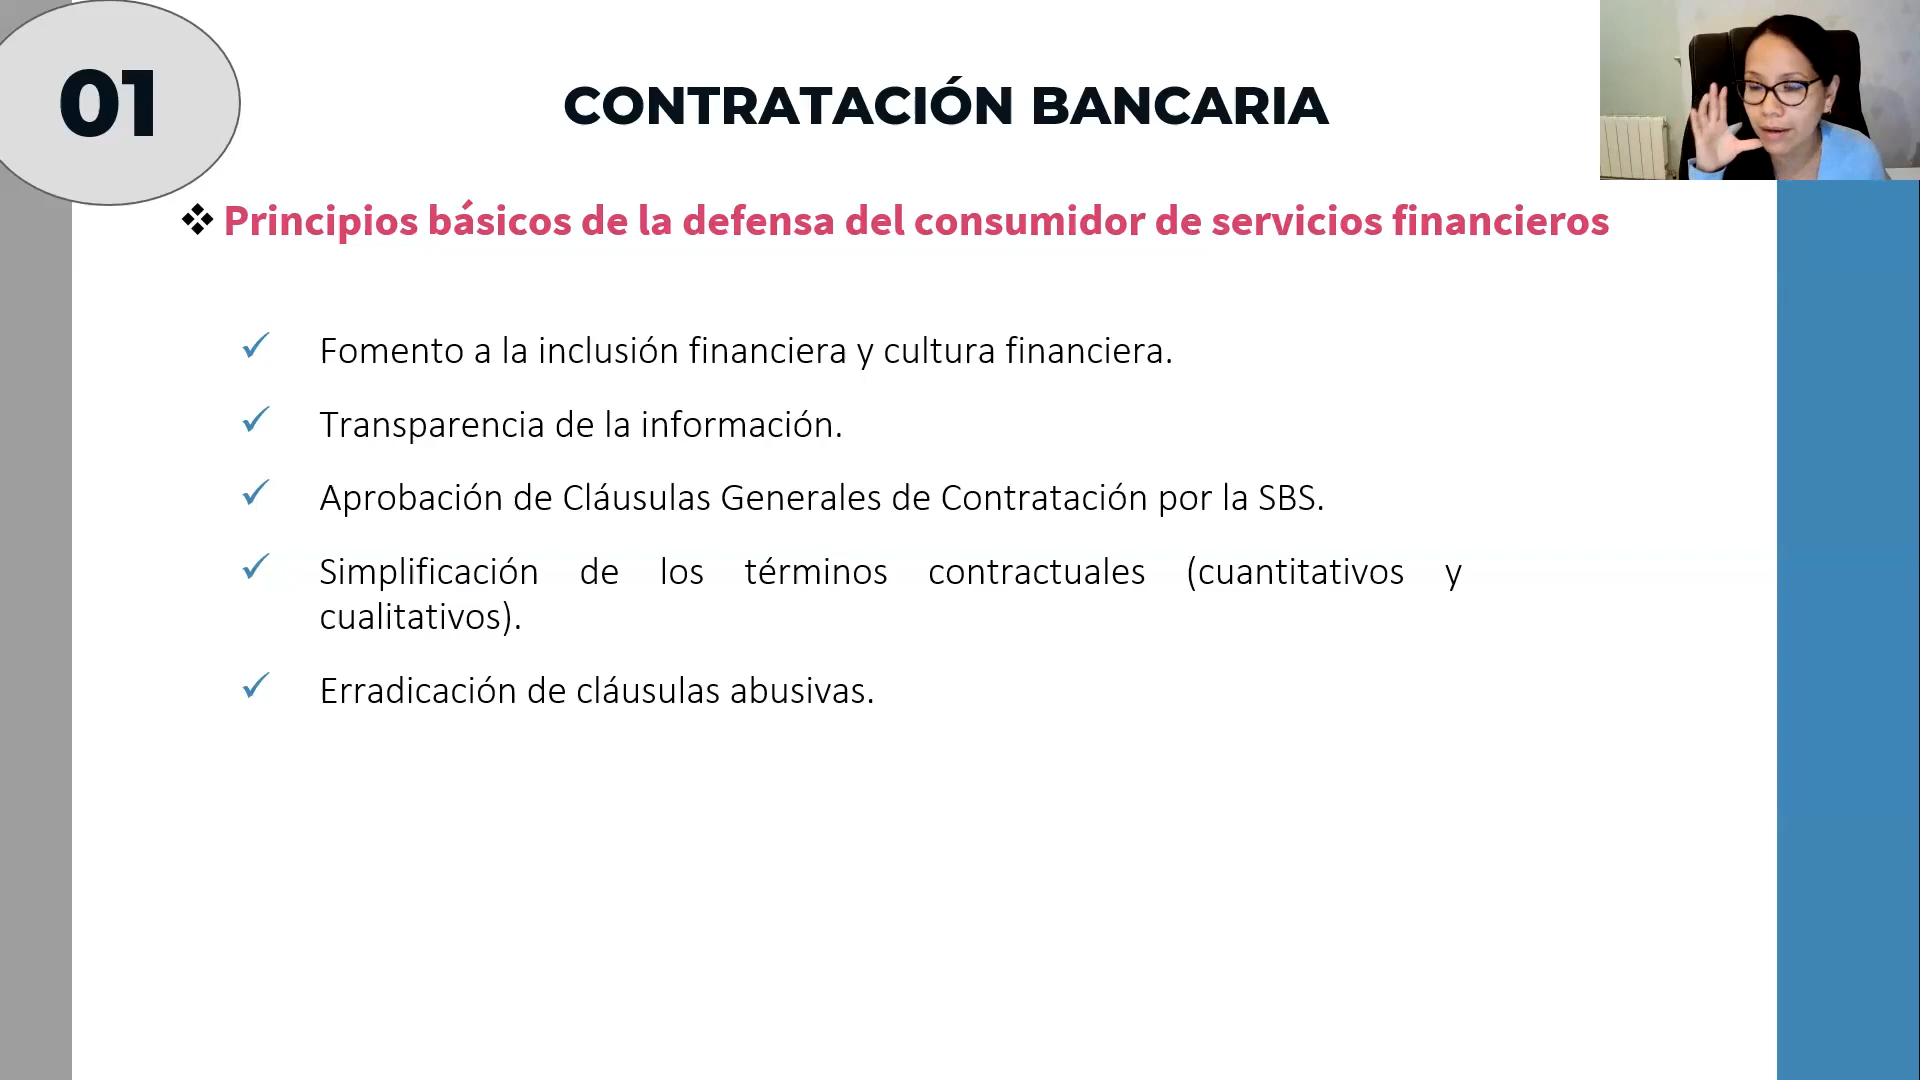 01
CONTRATACIÓN BANCARIA
Principios básicos de la defensa del consumidor de servicios financieros
Fomento a la inclusión financiera y cultura financiera.
Transparencia de la información.
Aprobación de Cláusulas Generales de Contratación por la SBS.
Simplificación de los términos contractuales (cuantitativos y
cualitativos).
Erradicación de cláusulas abusivas.